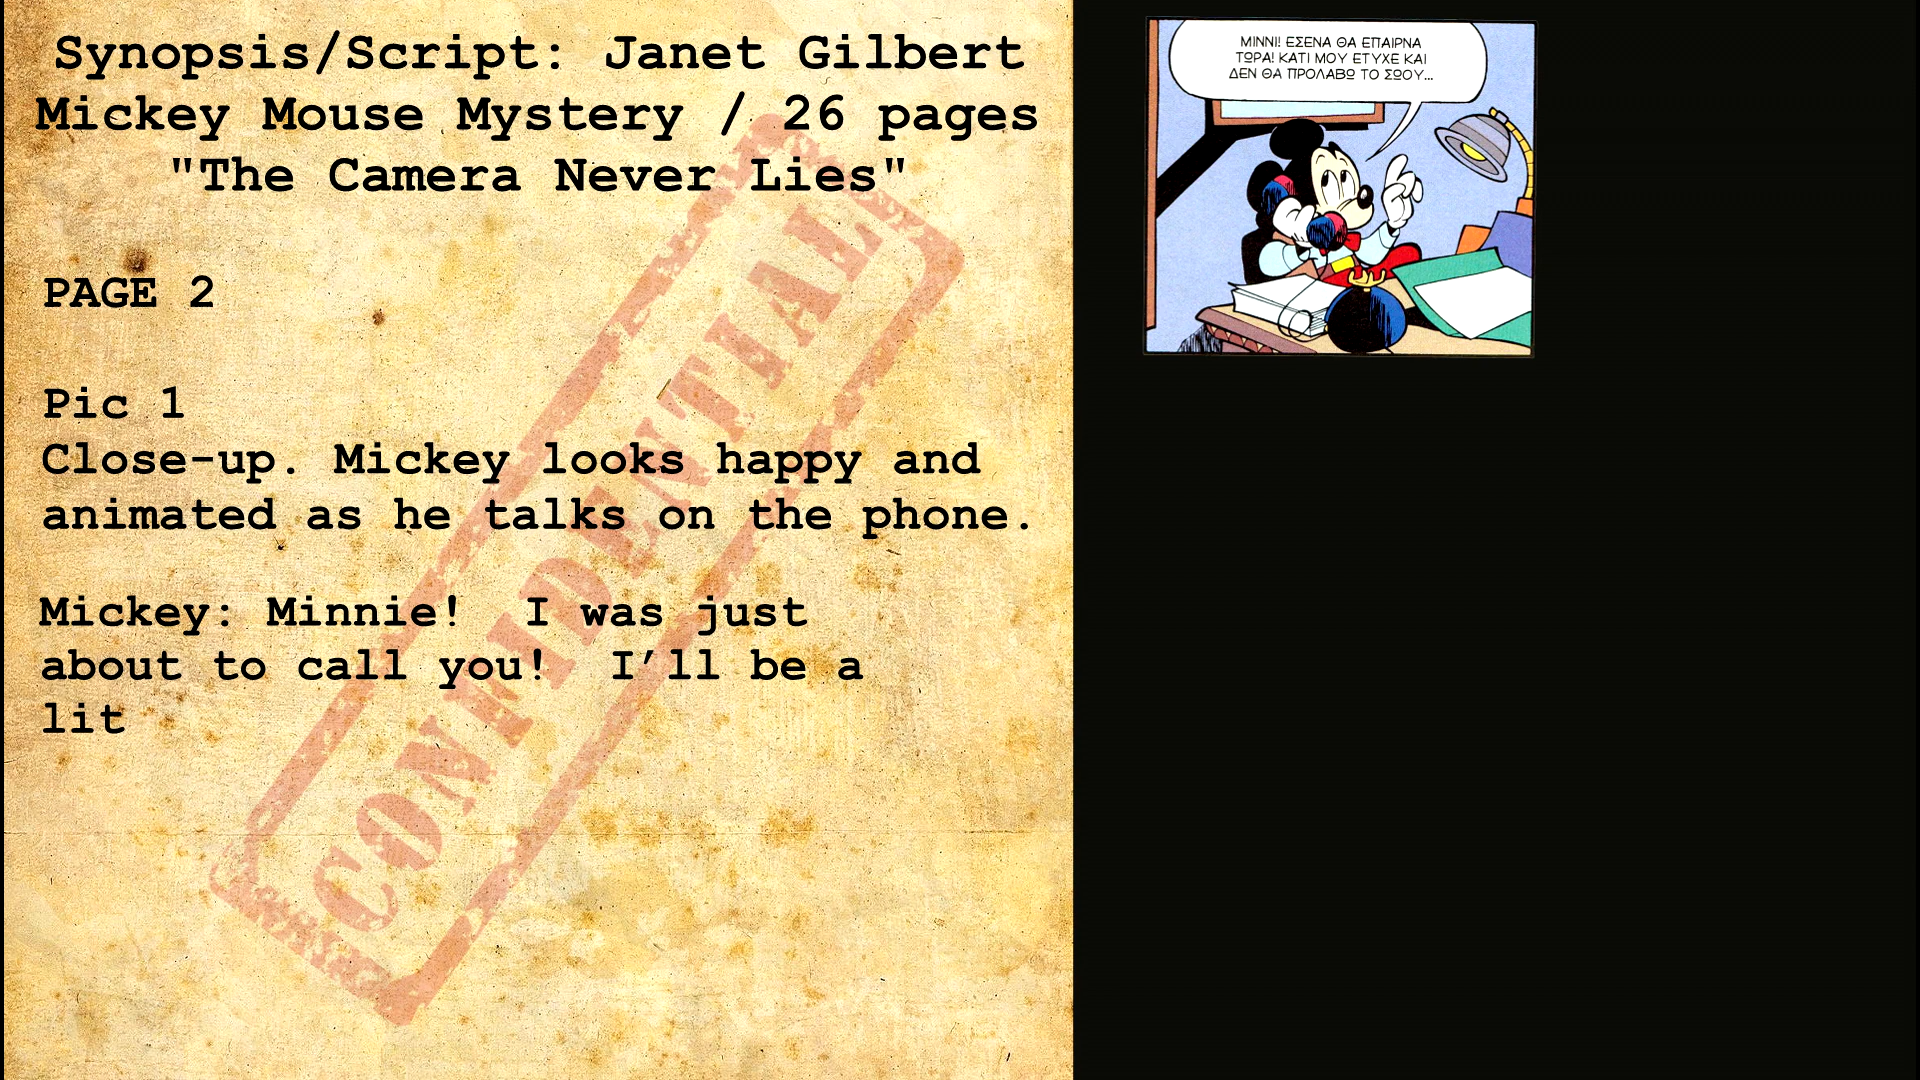 Synopsis/Script: Janet Gilbert
Mickey Mouse Mystery / 26 pages
"The Camera Never Lies"
PAGE 2
Pic 1
Close-up. Mickey looks happy and
animated as he talks on the phone.
Mickey: Minnie!  I was just
about to call you!  I’ll be a
lit
CONFIDENTIAL
ΜΙΝΝΙ! ΕΣΕΝΑ ΘΑ ΕΠΑΙΡΝΑ
ΤΩΡΑ! ΚΑΤΙ ΜΟΥ ΕΤΥΧΕ ΚΑΙ
ΔΕΝ ΘΑ ΠΡΟΛΑΒΩ ΤΟ ΣΟΟΥ...